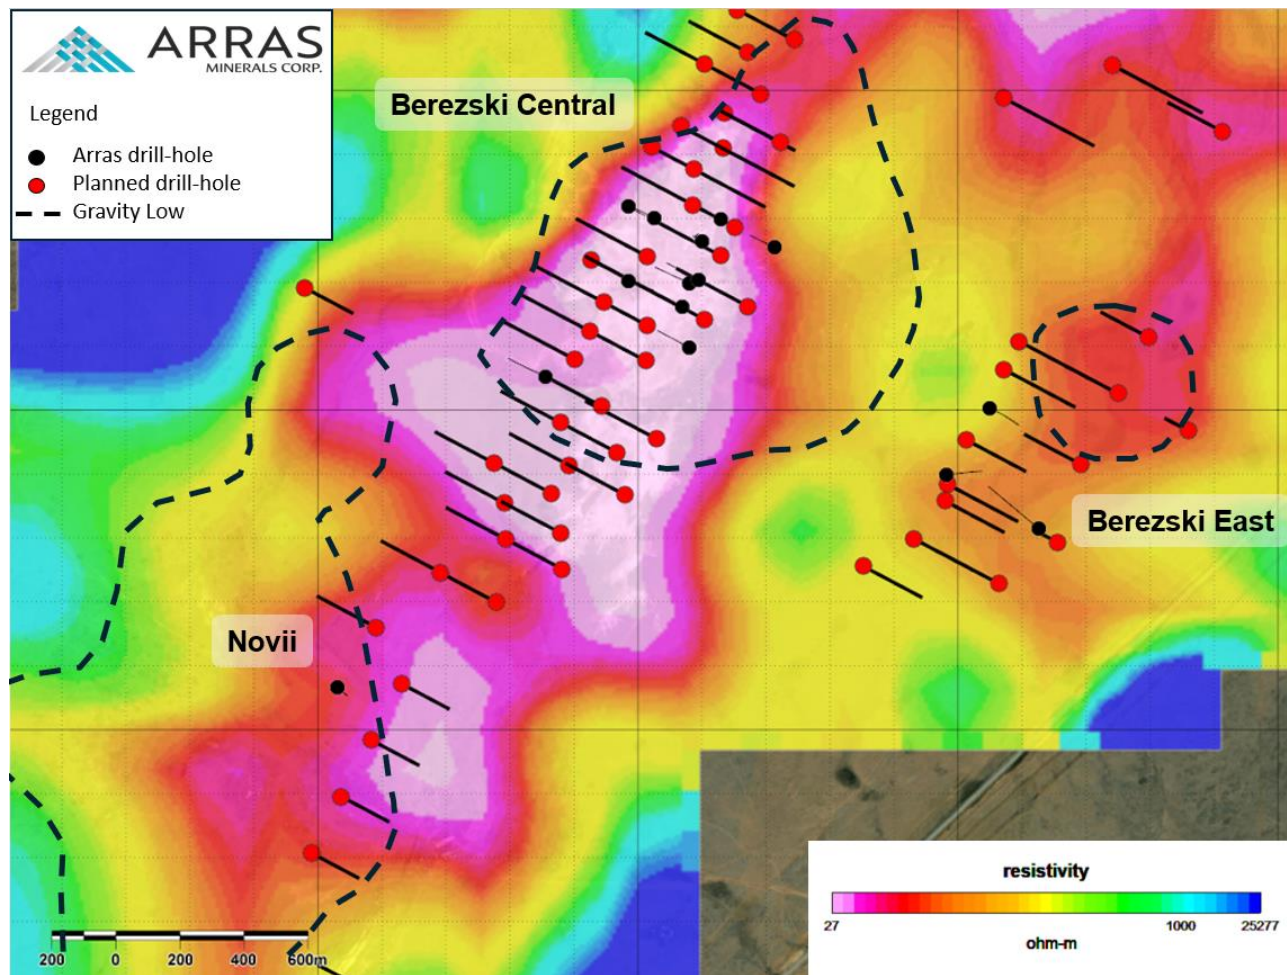 ARRAS
MINERALS CORP.
Legend
Arras drill-hole
Planned drill-hole
Gravity Low
Berezski Central
Berezski East
Novii
resistivity
27 1000 25277
ohm-m
200 0 200 400 600m